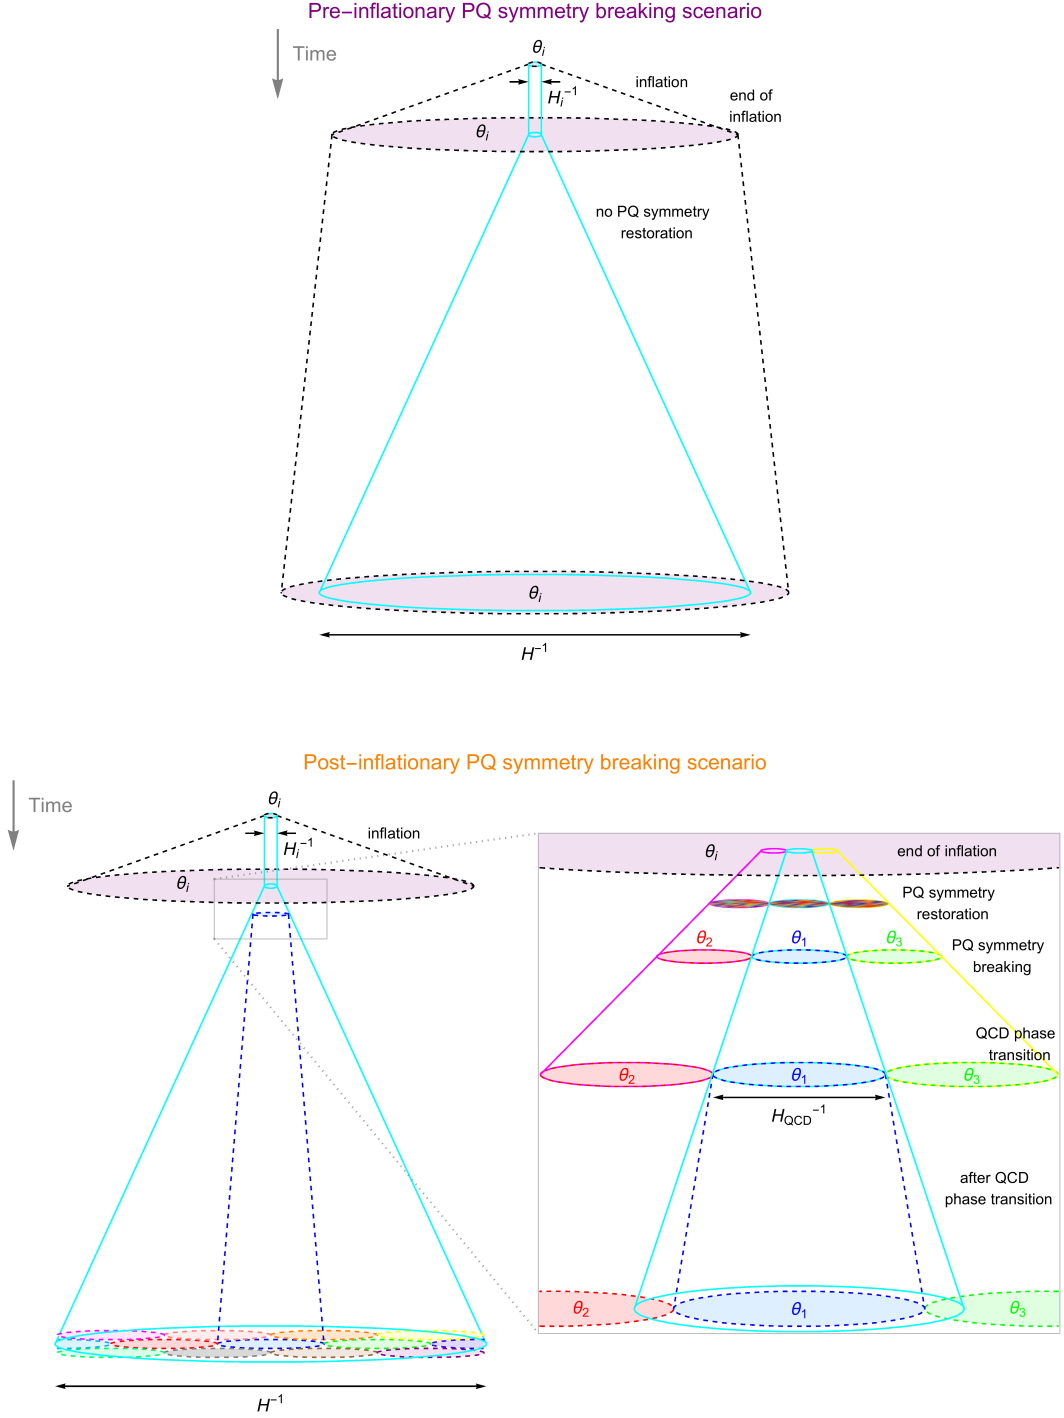 Pre−inflationary PQ symmetry breaking scenario
Time
θi
inflation
Hi−1
end of
inflation
θi
no PQ symmetry
restoration
θi
H−1
Post−inflationary PQ symmetry breaking scenario
Time
θi
inflation
Hi−1
θi
H−1
θi
end of inflation
PQ symmetry
restoration
θ2
θ1
θ3
PQ symmetry
breaking
QCD phase
transition
θ2
θ1
θ3
HQCD−1
after QCD
phase transition
θ2
θ1
θ3